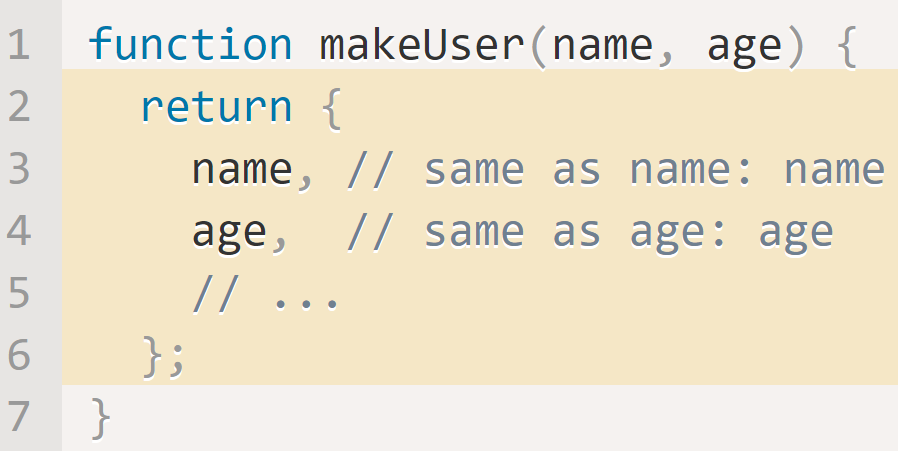 1 function makeUser(name, age) {
2   return {
3     name, // same as name: name
4     age,  // same as age: age
5     // ...
6   };
7 }